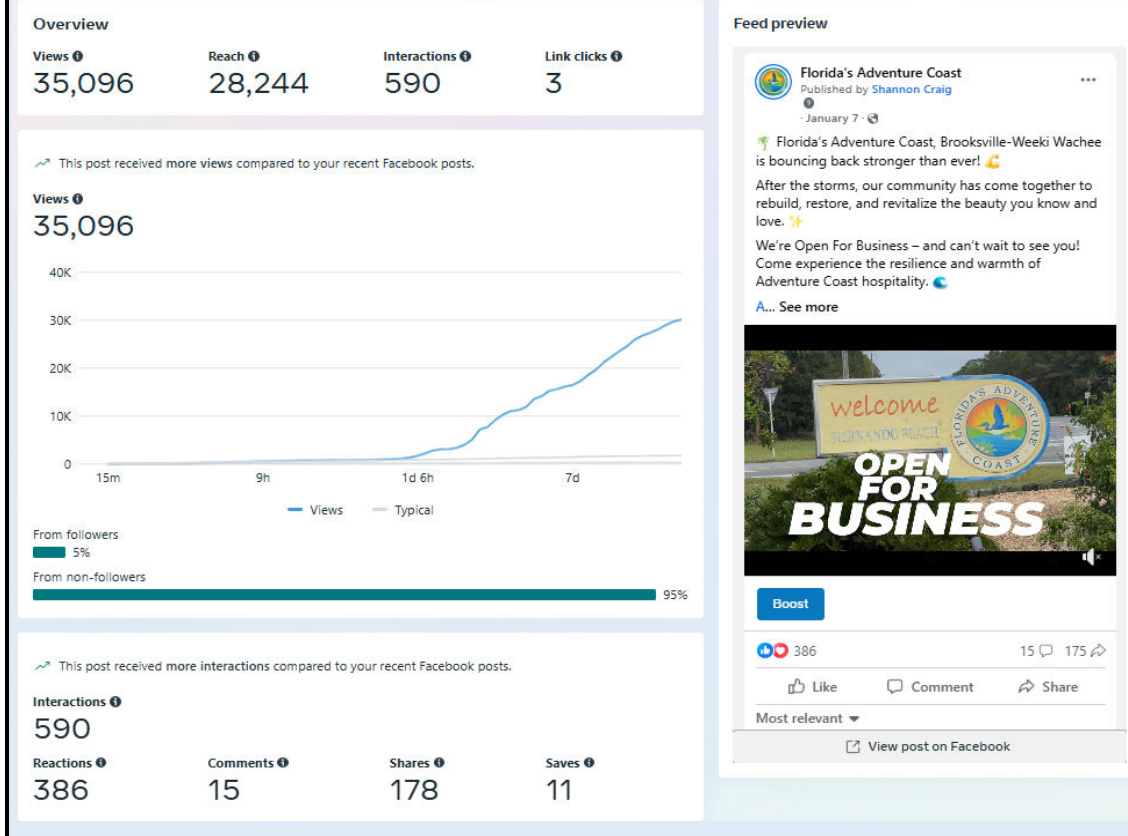 Overview
Views
Reach
Interactions
Link clicks
35,096
28,244
590
3
This post received more views compared to your recent Facebook posts.
Views
35,096
40K
30K
20K
10K
0
15m
9h
1d 6h
7d
Views
Typical
From followers
5%
From non-followers
95%
This post received more interactions compared to your recent Facebook posts.
Interactions
590
Reactions
Comments
Shares
Saves
386
15
178
11
Feed preview
Florida's Adventure Coast
Published by Shannon Craig
· January 7 ·
Florida's Adventure Coast, Brooksville-Weeki Wachee
is bouncing back stronger than ever!
After the storms, our community has come together to
rebuild, restore, and revitalize the beauty you know and
love.
We're Open For Business – and can't wait to see you!
Come experience the resilience and warmth of
Adventure Coast hospitality.
A... See more
welcome
HERNANDO BEACH
FLORIDA'S ADVENTURE
COAST
OPEN
FOR
BUSINESS
Boost
386
15
175
Like
Comment
Share
Most relevant
View post on Facebook